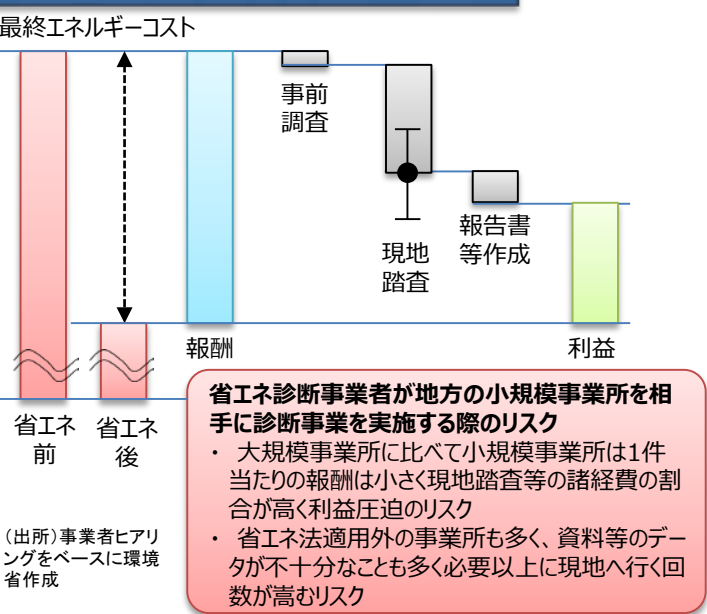 最終エネルギーコスト
事前
調査
現地
踏査
報告書
等作成
報酬
利益
省エネ
前
省エネ
後
省エネ診断事業者が地方の小規模事業所を相
手に診断事業を実施する際のリスク
・ 大規模事業所に比べて小規模事業所は1件
当たりの報酬は小さく現地踏査等の諸経費の割
合が高く利益圧迫のリスク
・ 省エネ法適用外の事業所も多く、資料等のデー
タが不十分なことも多く必要以上に現地へ行く回
数が嵩むリスク
（出所）事業者ヒアリ
ングをベースに環境
省作成